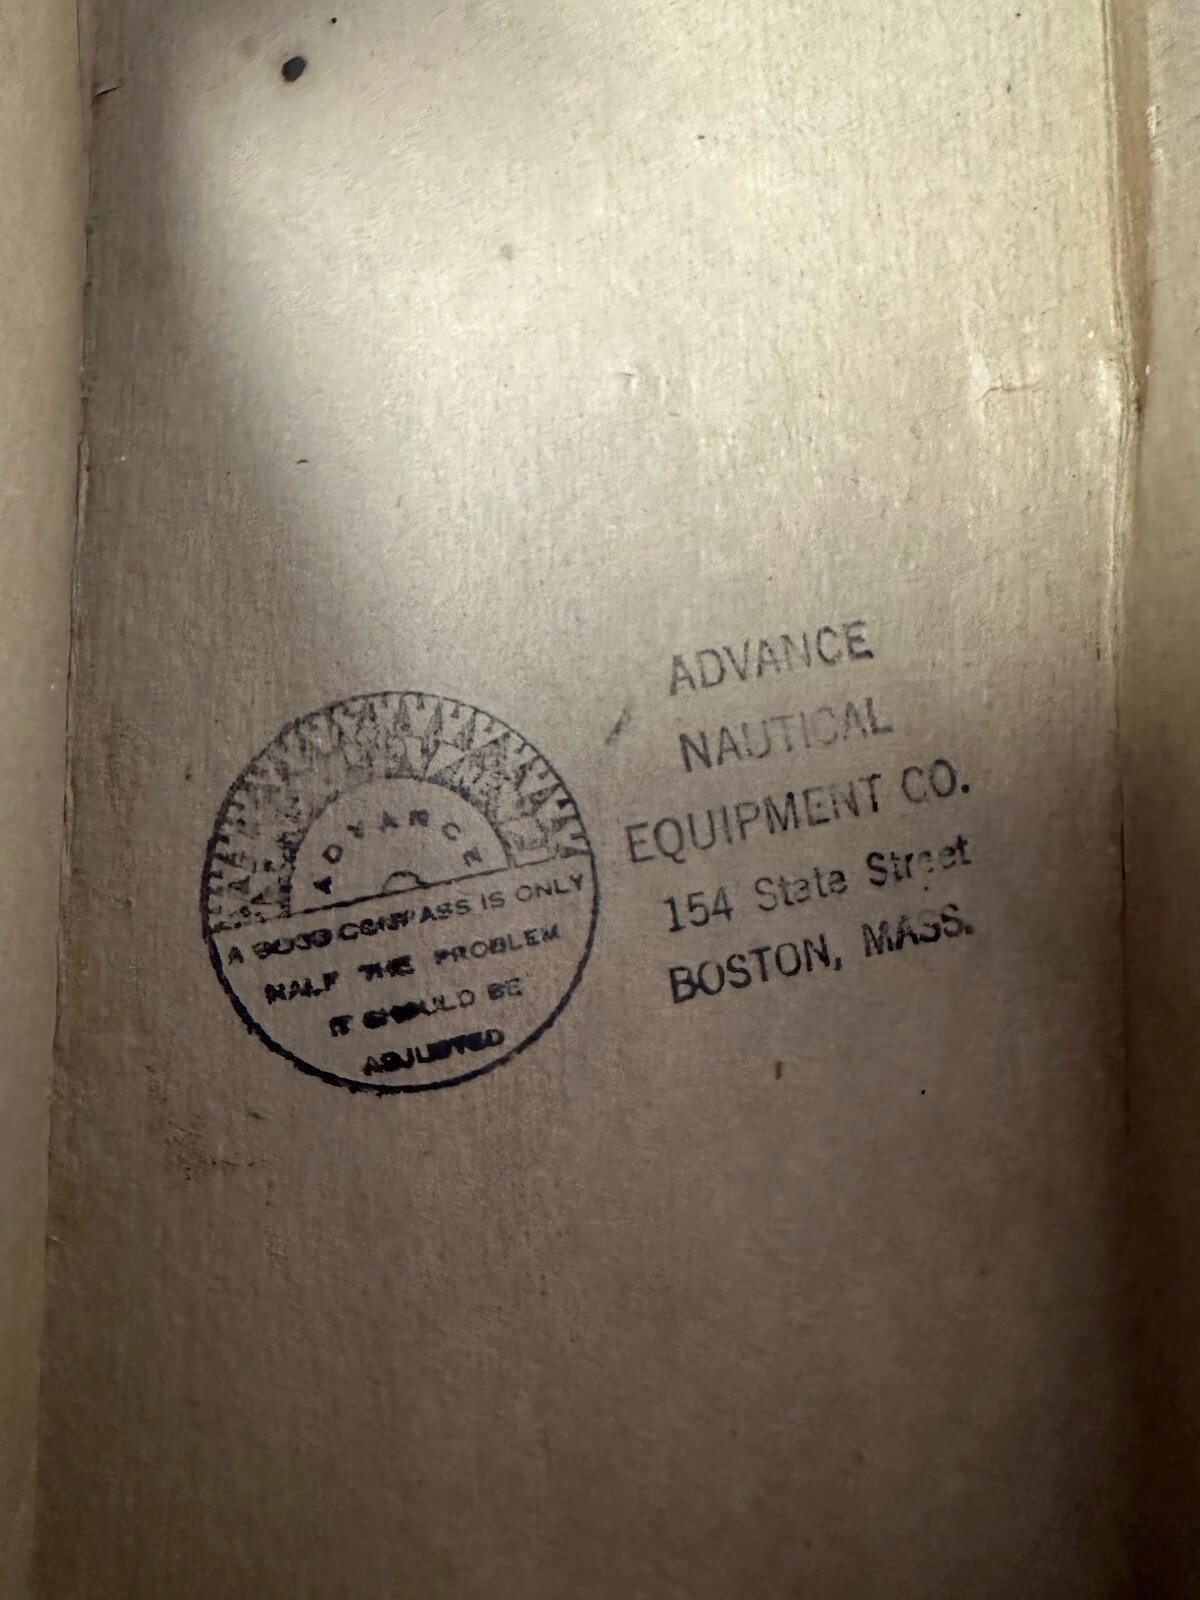 ADVANCE
A GOOD COMPASS IS ONLY
HALF THE PROBLEM
IT SHOULD BE
ADJUSTED
ADVANCE
NAUTICAL
EQUIPMENT CO.
154 State Street
BOSTON, MASS.